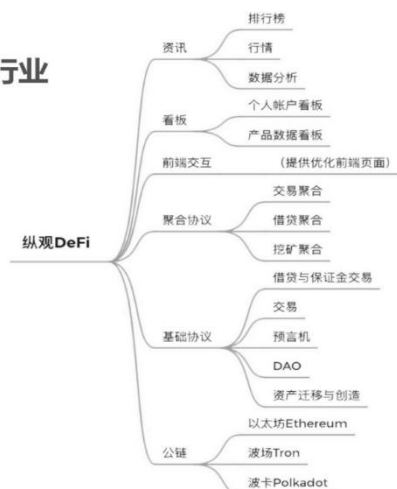 行业
纵观DeFi
资讯
排行榜
行情
数据分析
看板
个人帐户看板
产品数据看板
前端交互
（提供优化前端页面）
聚合协议
交易聚合
借贷聚合
挖矿聚合
基础协议
借贷与保证金交易
交易
预言机
DAO
资产迁移与创造
公链
以太坊Ethereum
波场Tron
波卡Polkadot